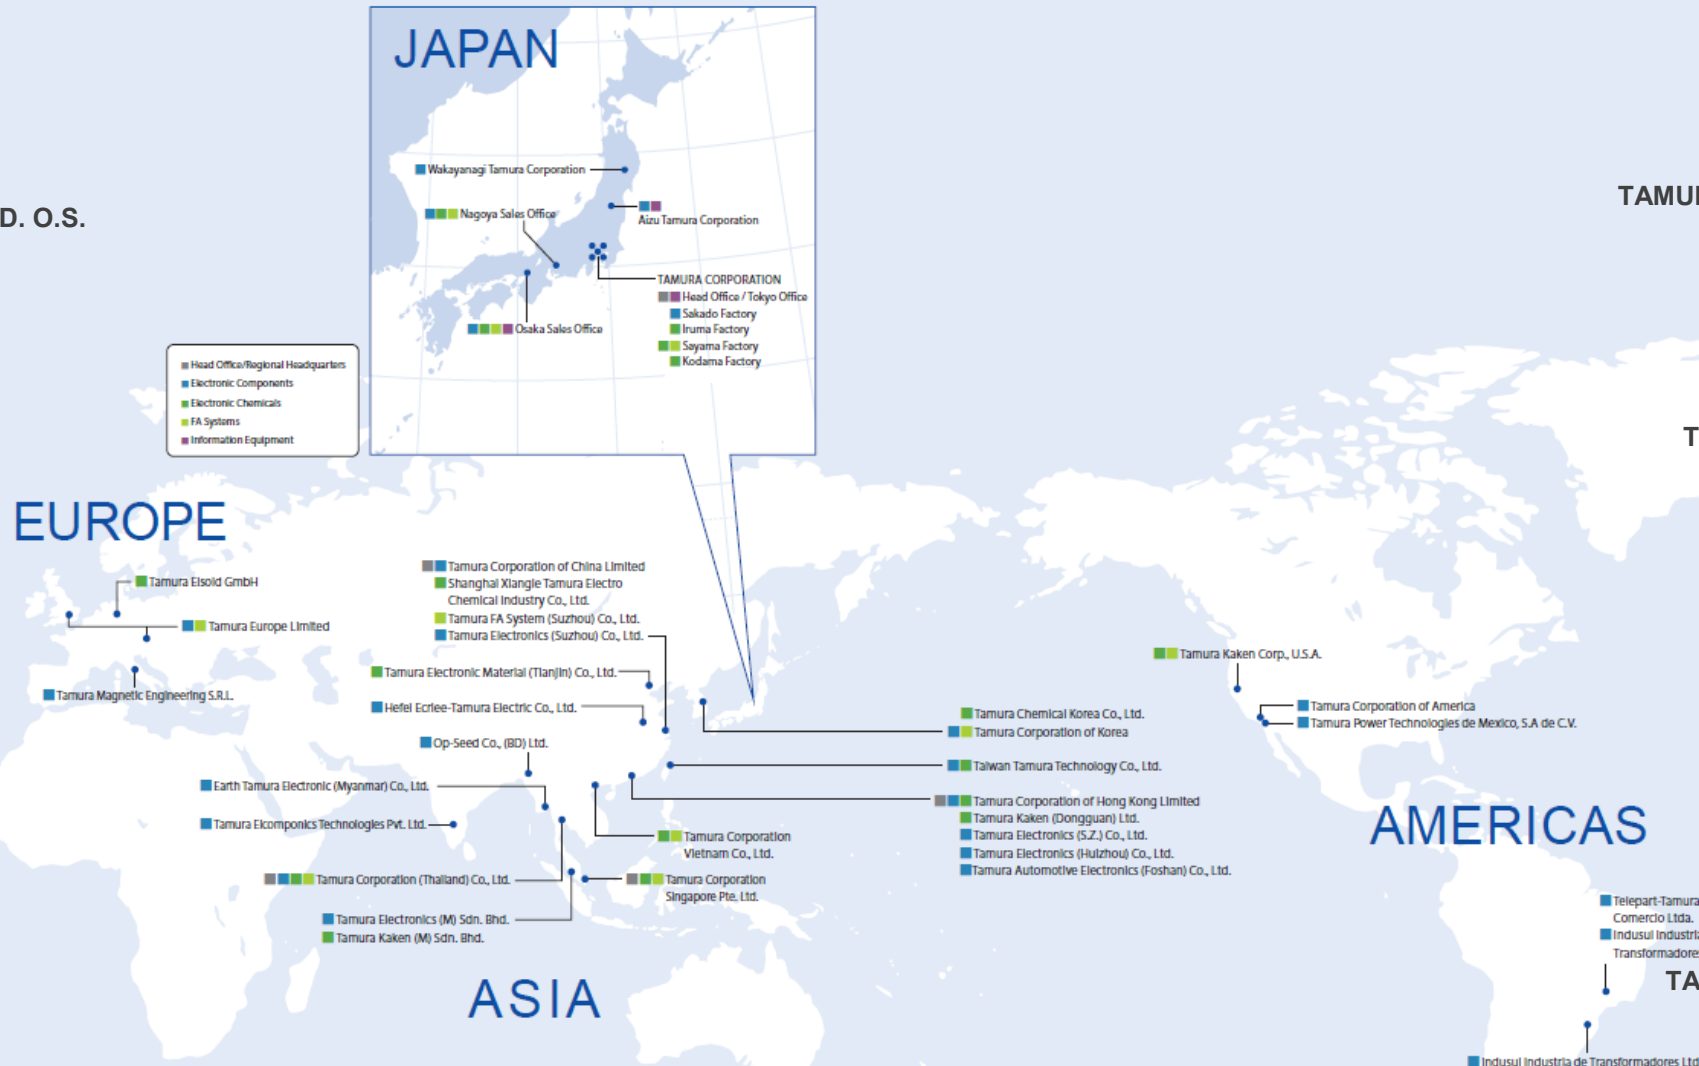 JAPAN
Wakayanagi Tamura Corporation
Nagoya Sales Office
Aizu Tamura Corporation
TAMURA CORPORATION
Head Office / Tokyo Office
Sakado Factory
Iruma Factory
Sayama Factory
Kodama Factory
Osaka Sales Office
D. O.S.
TAMU
Head Office/Regional Headquarters
Electronic Components
Electronic Chemicals
FA Systems
Information Equipment
T
EUROPE
Tamura Elsold GmbH
Tamura Europe Limited
Tamura Magnetic Engineering S.R.L.
Tamura Corporation of China Limited
Shanghai Xiangle Tamura Electro
Chemical Industry Co., Ltd.
Tamura FA System (Suzhou) Co., Ltd.
Tamura Electronics (Suzhou) Co., Ltd.
Tamura Electronic Material (Tianjin) Co., Ltd.
Hefei Ecriee-Tamura Electric Co., Ltd.
Op-Seed Co., (BD) Ltd.
Earth Tamura Electronic (Myanmar) Co., Ltd.
Tamura Elcomponics Technologies Pvt. Ltd.
Tamura Corporation (Thailand) Co., Ltd.
Tamura Electronics (M) Sdn. Bhd.
Tamura Kaken (M) Sdn. Bhd.
Tamura Corporation
Vietnam Co., Ltd.
Tamura Corporation
Singapore Pte. Ltd.
ASIA
Tamura Chemical Korea Co., Ltd.
Tamura Corporation of Korea
Taiwan Tamura Technology Co., Ltd.
Tamura Corporation of Hong Kong Limited
Tamura Kaken (Dongguan) Ltd.
Tamura Electronics (S.Z.) Co., Ltd.
Tamura Electronics (Huizhou) Co., Ltd.
Tamura Automotive Electronics (Foshan) Co., Ltd.
Tamura Kaken Corp., U.S.A.
Tamura Corporation of America
Tamura Power Technologies de Mexico, S.A de C.V.
AMERICAS
Telepart-Tamura
Comercio Ltda.
Indusul Industria
Transformadores
TA
Indusul Industria de Transformadores Ltd